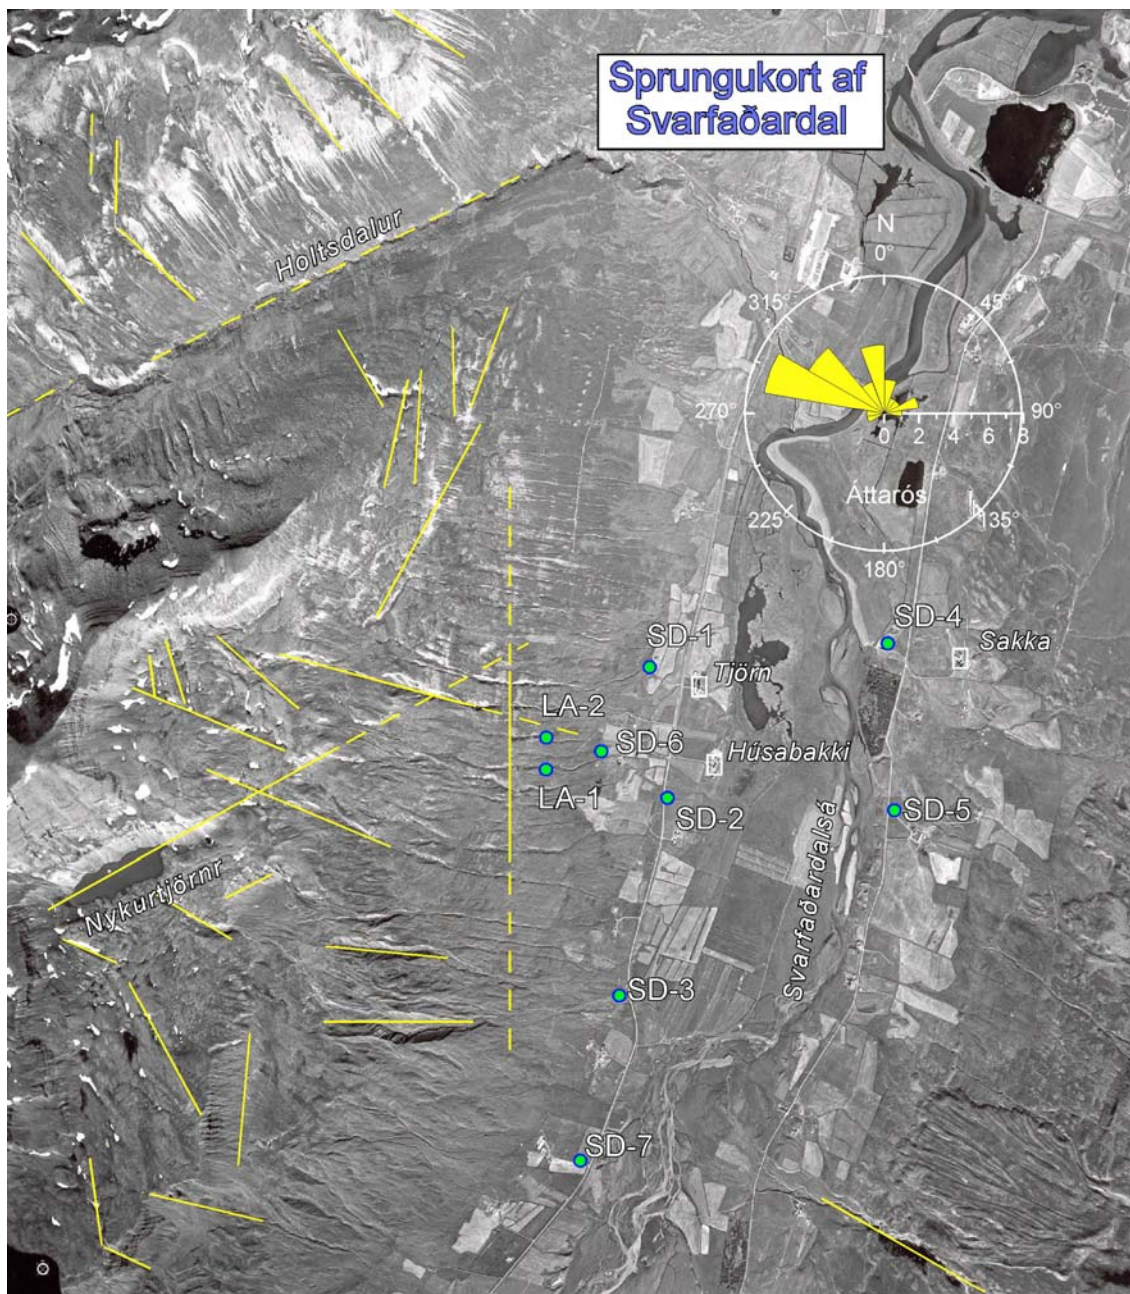 Sprungukort af
Svarfaðardal
Holtsdalur
N
0°
315°
45°
270°
90°
0 2 4 6 8
Áttarós
225°
135°
180°
SD-1
SD-4
Sakka
Tjörn
LA-2
SD-6
Húsabakki
LA-1
SD-2
SD-5
Nykurtjörnr
Svarfaðardalsá
SD-3
SD-7